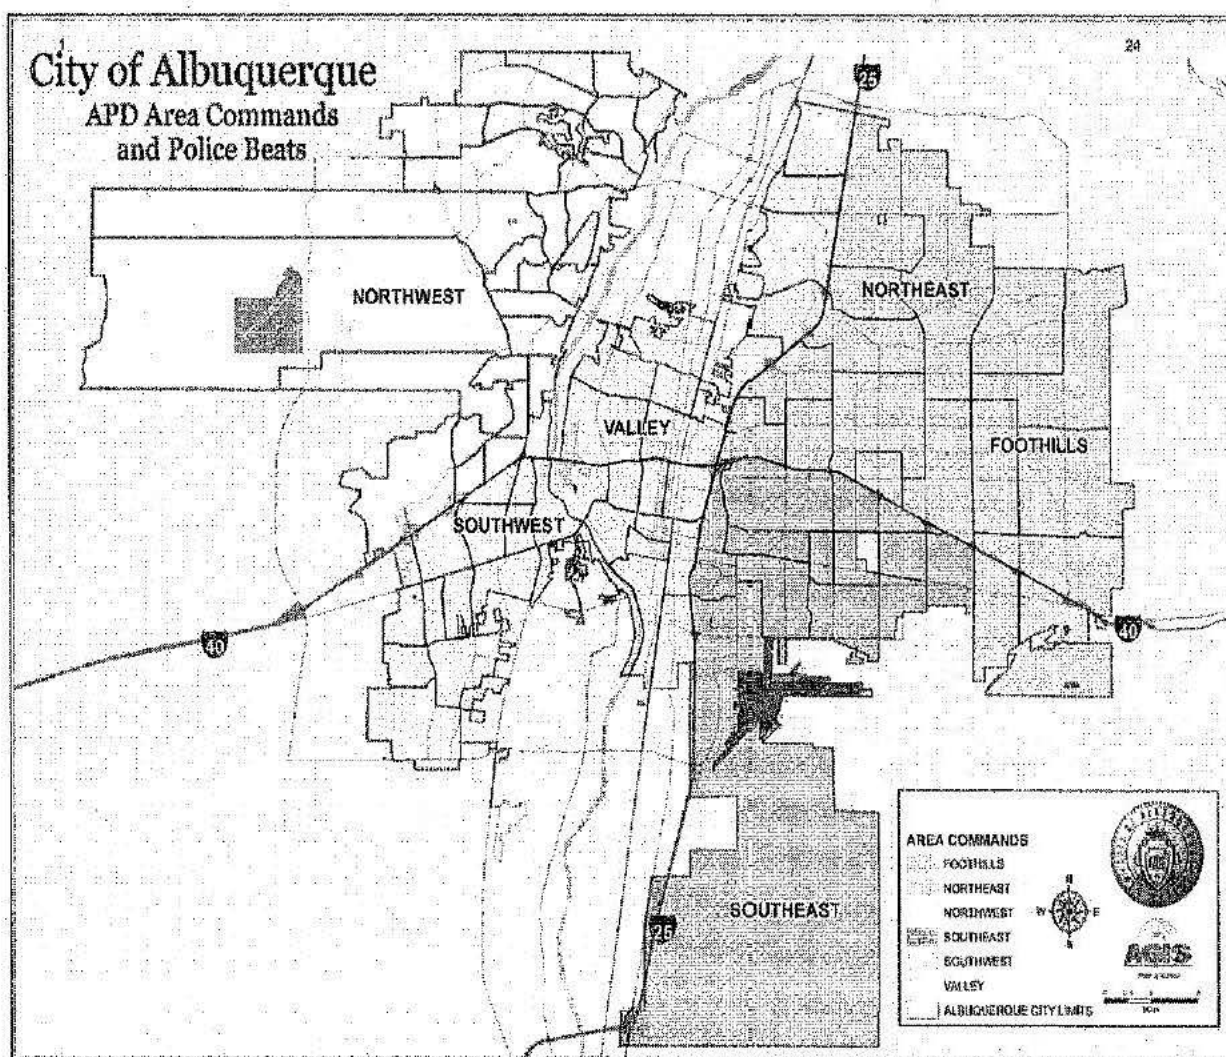 24
City of Albuquerque
APD Area Commands
and Police Beats
25
NORTHWEST
NORTHEAST
VALLEY
FOOTHILLS
SOUTHWEST
40
40
SOUTHEAST
25
AREA COMMANDS
FOOTHILLS
NORTHEAST
NORTHWEST
SOUTHEAST
SOUTHWEST
VALLEY
ALBUQUERQUE CITY LIMITS
N
W E
S
AGIS